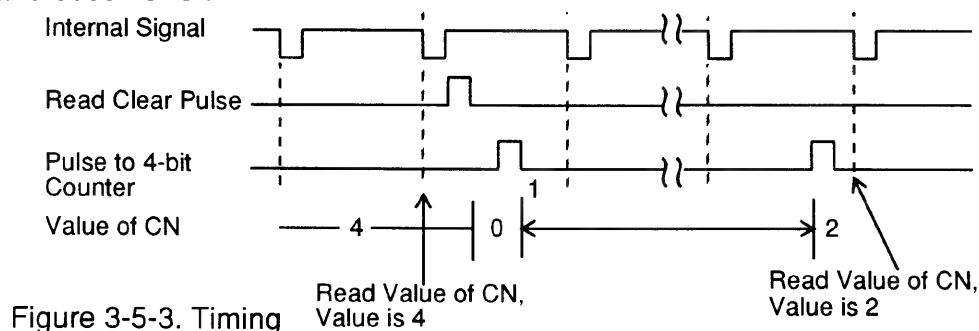 Internal Signal
Read Clear Pulse
Pulse to 4-bit
Counter
1
Value of CN
4
0
2
Read Value of CN,
Value is 4
Read Value of CN,
Value is 2
Figure 3-5-3. Timing